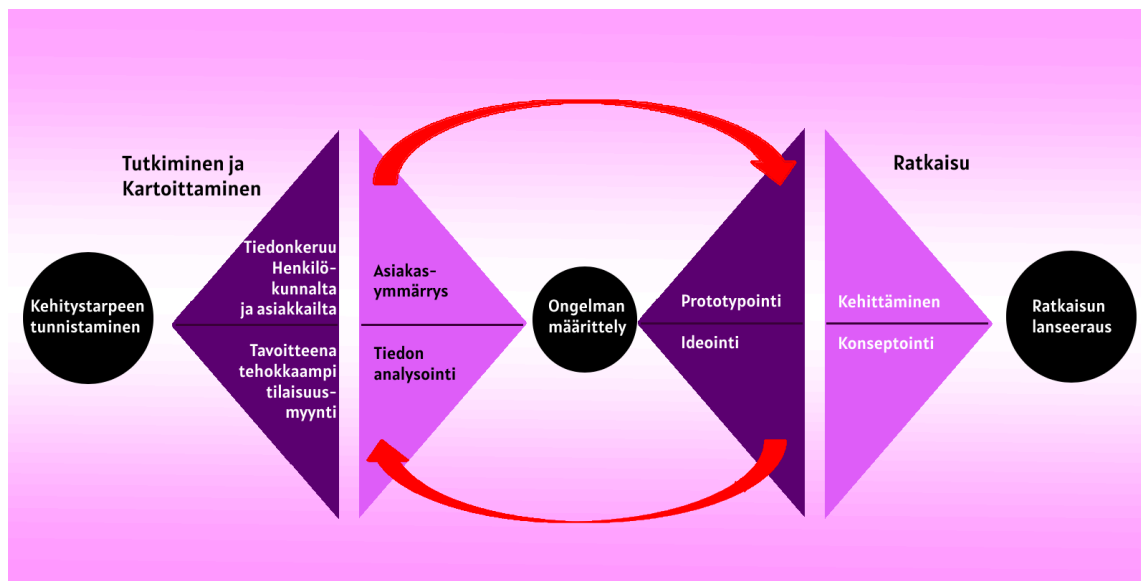 Tutkiminen ja
Kartoittaminen
Ratkaisu
Kehitystarpeen
tunnistaminen
Tiedonkeruu
Henkilö-
kunnalta
ja asiakkailta
Tavoitteena
tehokkaampi
tilaisuus-
myynti
Asiakas-
ymmärrys
Tiedon
analysointi
Ongelman
määrittely
Prototypointi
Ideointi
Kehittäminen
Konseptointi
Ratkaisun
lanseeraus